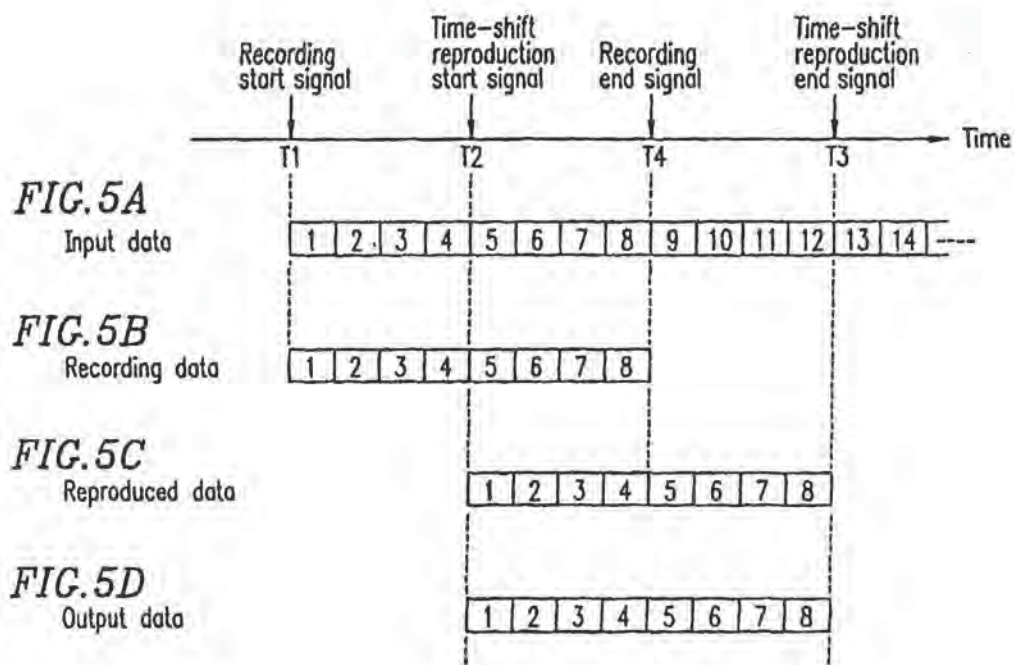 Recording
start signal
Time-shift
reproduction
start signal
Recording
end signal
Time-shift
reproduction
end signal
Time
T1 T2 T4 T3
FIG.5A
Input data
1 2 3 4 5 6 7 8 9 10 11 12 13 14 ----
FIG.5B
Recording data
1 2 3 4 5 6 7 8
FIG.5C
Reproduced data
1 2 3 4 5 6 7 8
FIG.5D
Output data
1 2 3 4 5 6 7 8